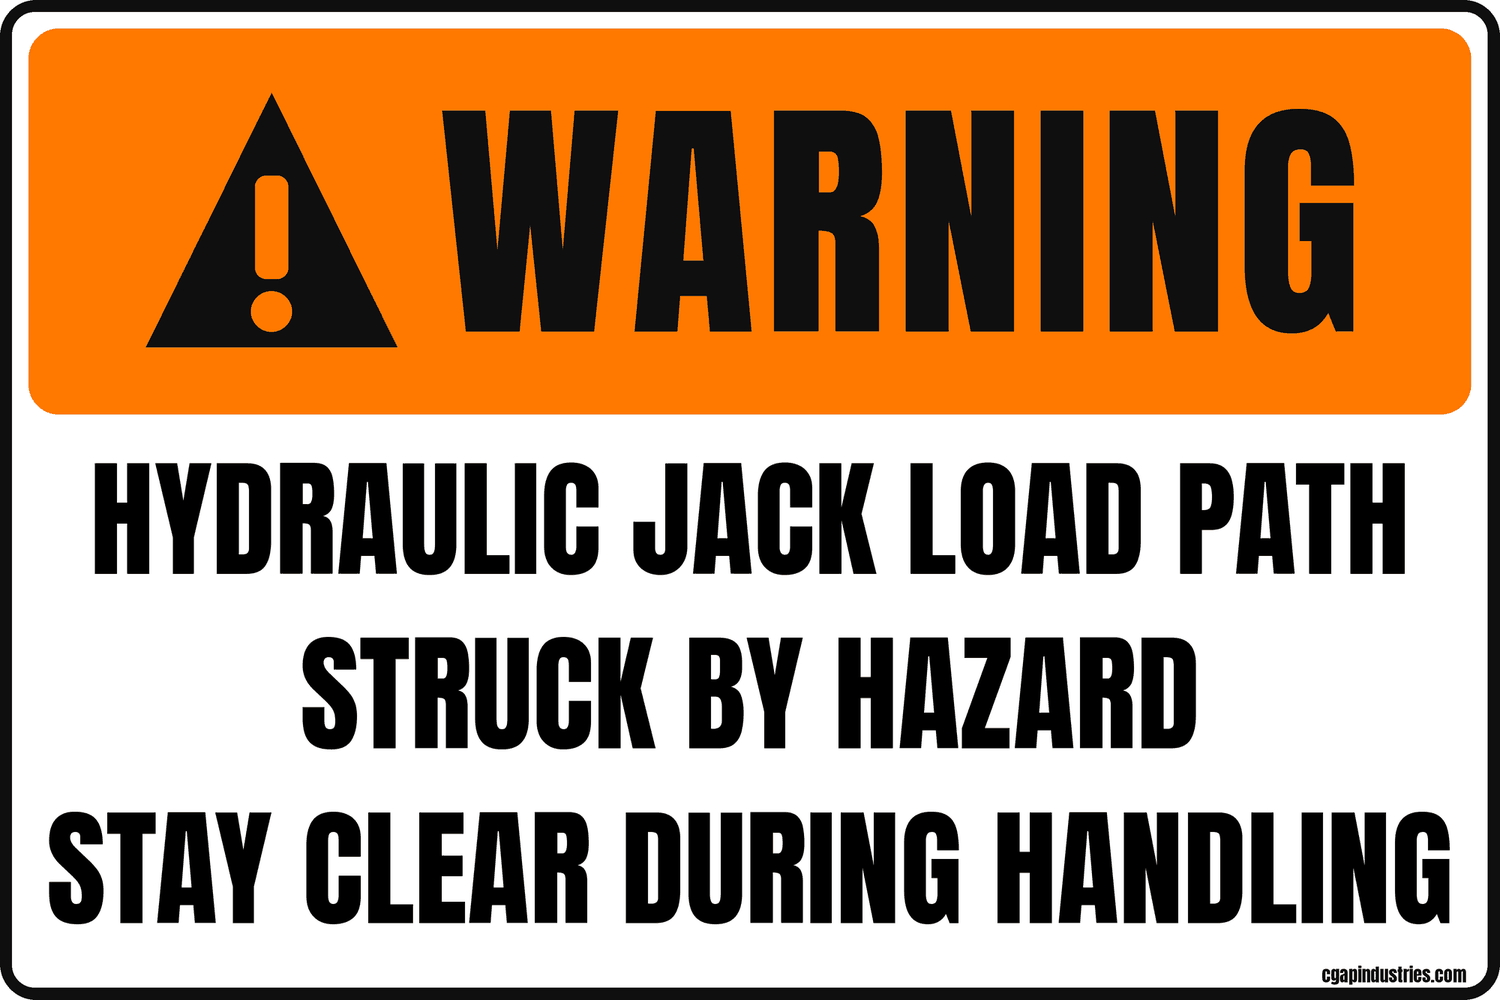 WARNING
HYDRAULIC JACK LOAD PATH
STRUCK BY HAZARD
STAY CLEAR DURING HANDLING
cgapindustries.com